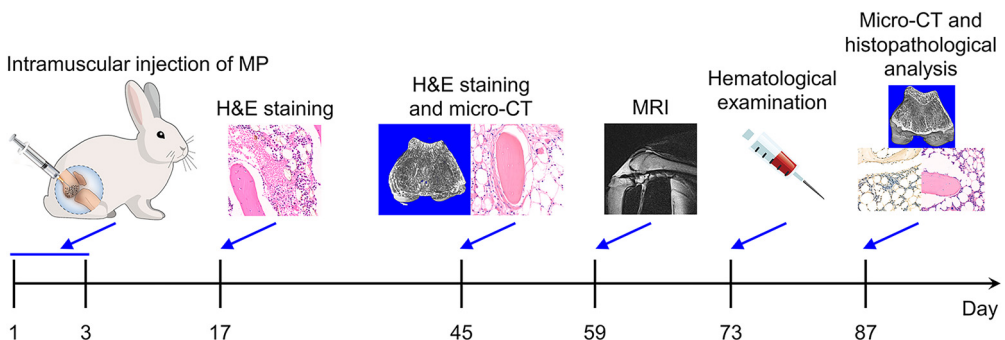 Intramuscular injection of MP
H&E staining
H&E staining
and micro-CT
MRI
Hematological
examination
Micro-CT and
histopathological
analysis
1
3
17
45
59
73
87
Day